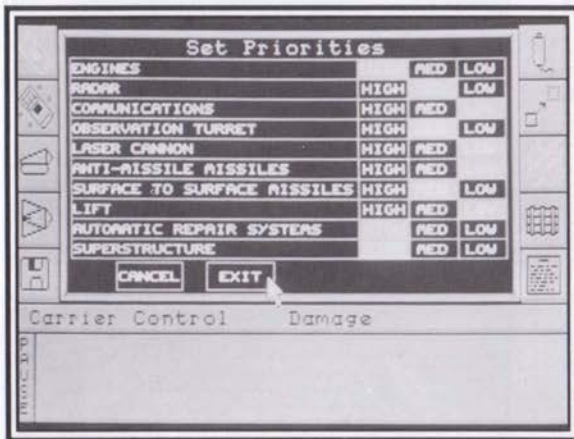 Set Priorities
ENGINES MED LOW
RADAR HIGH LOW
COMMUNICATIONS HIGH MED
OBSERVATION TURRET HIGH LOW
LASER CANNON HIGH MED
ANTI-MISSILE MISSILES HIGH MED
SURFACE TO SURFACE MISSILES HIGH LOW
LIFT HIGH MED
AUTOMATIC REPAIR SYSTEMS MED LOW
SUPERSTRUCTURE MED LOW
CANCEL EXIT
Carrier Control Damage